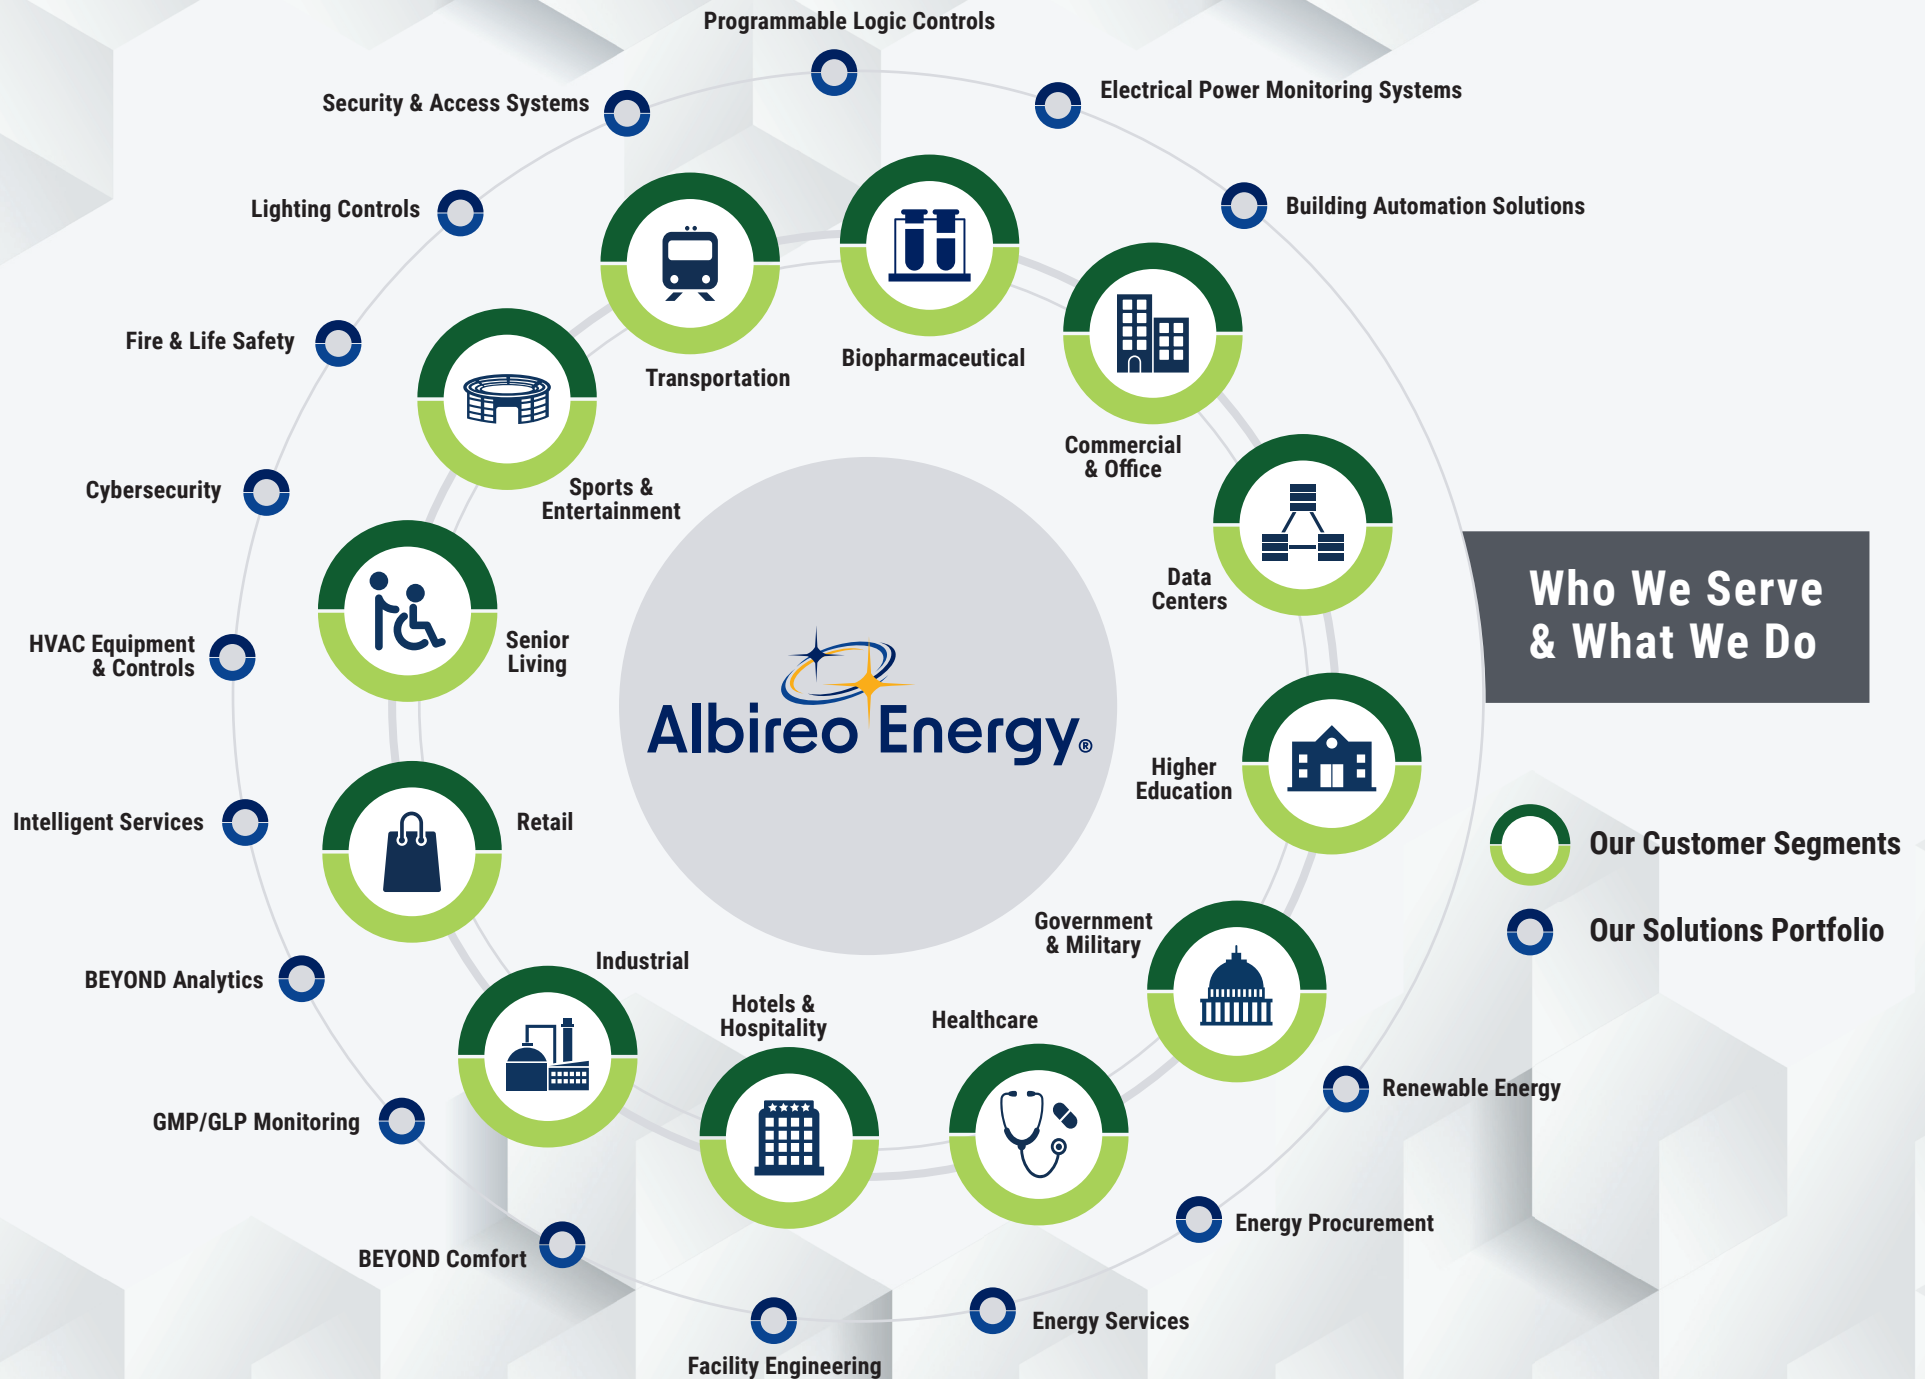 Programmable Logic Controls
Electrical Power Monitoring Systems
Security & Access Systems
Building Automation Solutions
Lighting Controls
Fire & Life Safety
Biopharmaceutical
Transportation
Commercial
& Office
Cybersecurity
Sports &
Entertainment
Data
Centers
Who We Serve
& What We Do
HVAC Equipment
& Controls
Senior
Living
Albireo Energy®
Higher
Education
Intelligent Services
Retail
Our Customer Segments
Government
& Military
Our Solutions Portfolio
BEYOND Analytics
Industrial
Hotels &
Hospitality
Healthcare
Renewable Energy
GMP/GLP Monitoring
Energy Procurement
BEYOND Comfort
Energy Services
Facility Engineering